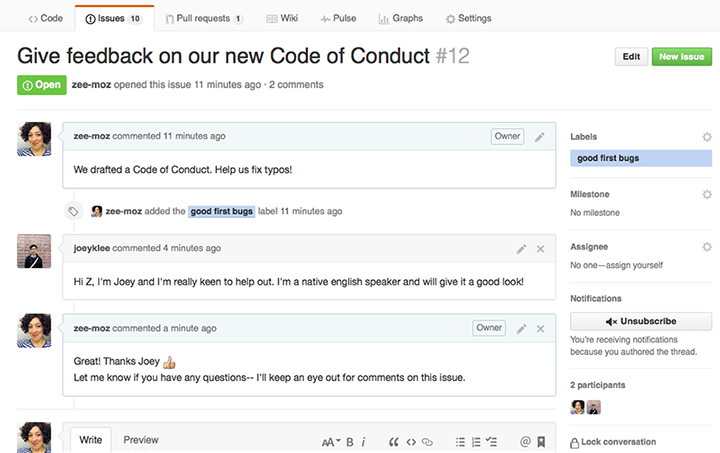 Code Issues 10 Pull requests 1 Wiki Pulse Graphs Settings
Give feedback on our new Code of Conduct #12
Edit New issue
Open zee-moz opened this issue 11 minutes ago · 2 comments
zee-moz commented 11 minutes ago Owner
We drafted a Code of Conduct. Help us fix typos!
zee-moz added the good first bugs label 11 minutes ago
joeyklee commented 4 minutes ago
Hi Z, I'm Joey and I'm really keen to help out. I'm a native english speaker and will give it a good look!
zee-moz commented a minute ago Owner
Great! Thanks Joey 👍
Let me know if you have any questions-- I'll keep an eye out for comments on this issue.
Write Preview AA B i @
Labels
good first bugs
Milestone
No milestone
Assignee
No one—assign yourself
Notifications
Unsubscribe
You're receiving notifications
because you authored the thread.
2 participants
Lock conversation